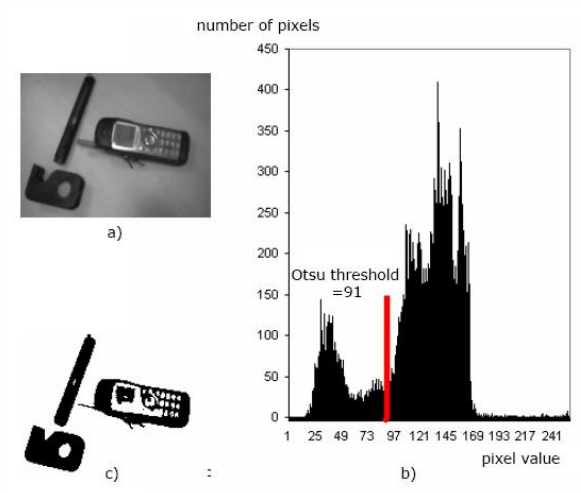 number of pixels
450
400
350
300
250
200
150
100
50
0
Otsu threshold
=91
1 25 49 73 97 121 145 169 193 217 241
pixel value
a)
b)
c)
: